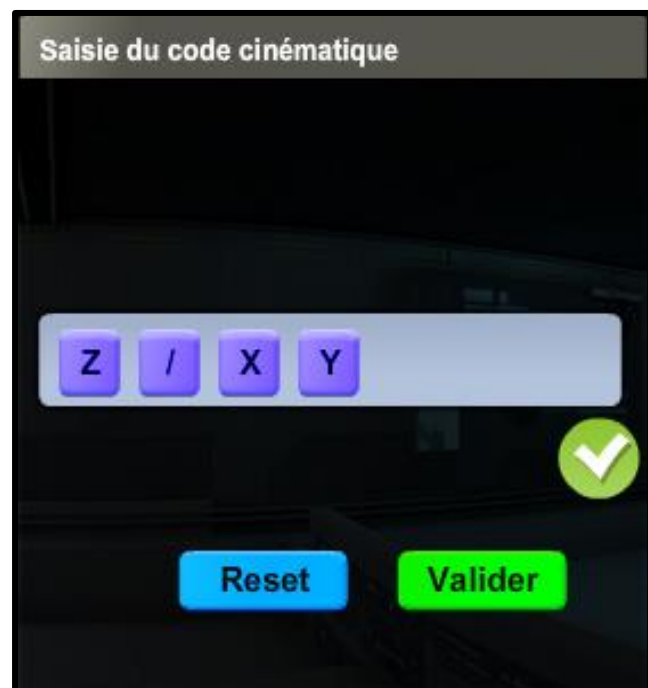 Saisie du code cinématique
Z / X Y
Reset Valider